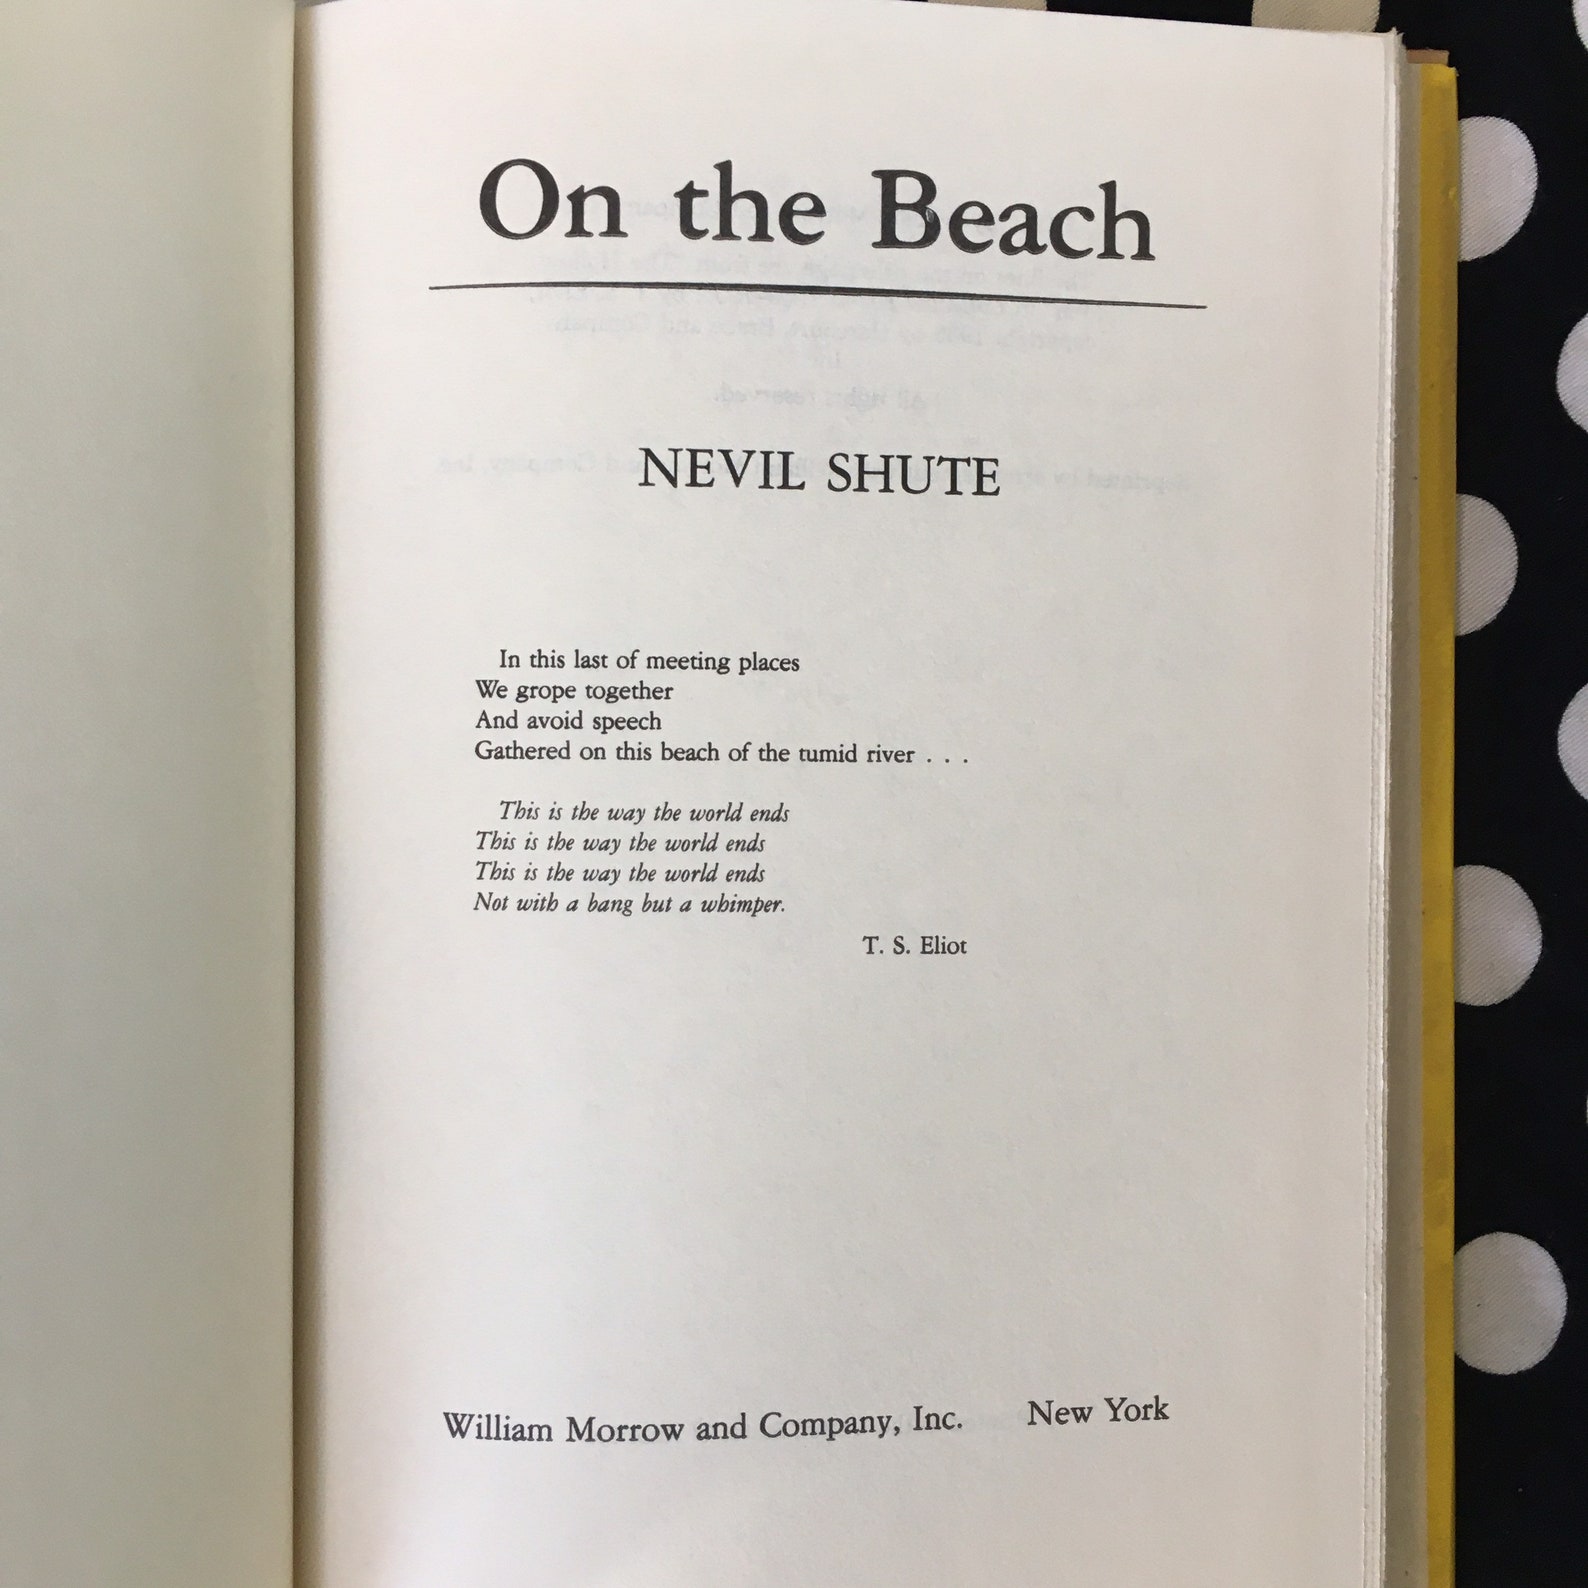 On the Beach
NEVIL SHUTE
In this last of meeting places
We grope together
And avoid speech
Gathered on this beach of the tumid river . . .
This is the way the world ends
This is the way the world ends
This is the way the world ends
Not with a bang but a whimper.
T. S. Eliot
William Morrow and Company, Inc. New York